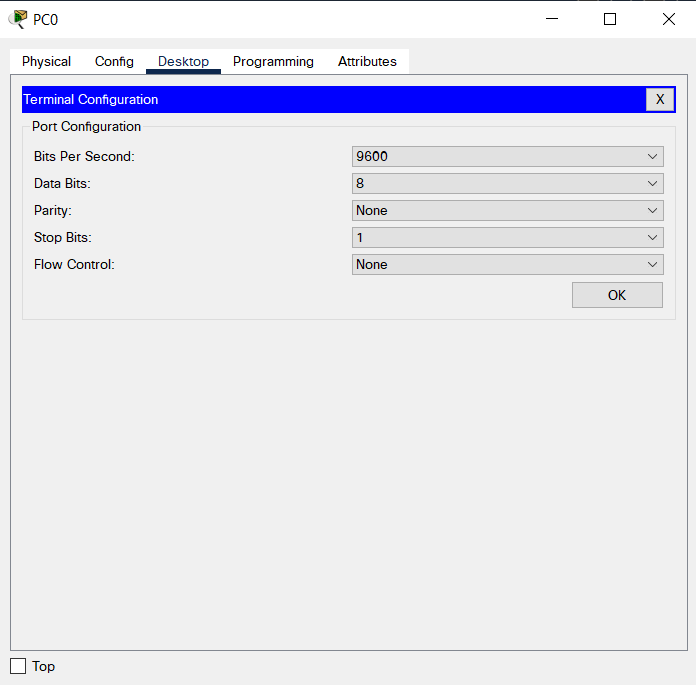 PC0
Physical Config Desktop Programming Attributes
Terminal Configuration X
Port Configuration
Bits Per Second: 9600
Data Bits: 8
Parity: None
Stop Bits: 1
Flow Control: None
OK
Top